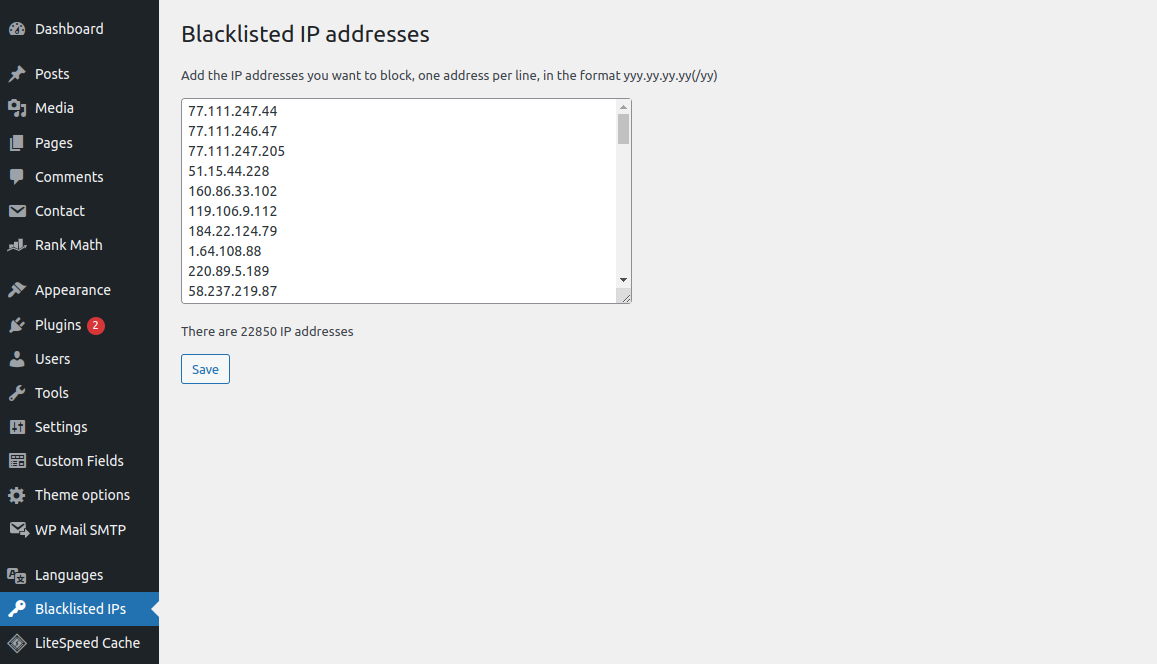 Dashboard
Posts
Media
Pages
Comments
Contact
Rank Math
Appearance
Plugins 2
Users
Tools
Settings
Custom Fields
Theme options
WP Mail SMTP
Languages
Blacklisted IPs
LiteSpeed Cache
Blacklisted IP addresses
Add the IP addresses you want to block, one address per line, in the format yyy.yy.yy.yy(/yy)
77.111.247.44
77.111.246.47
77.111.247.205
51.15.44.228
160.86.33.102
119.106.9.112
184.22.124.79
1.64.108.88
220.89.5.189
58.237.219.87
There are 22850 IP addresses
Save